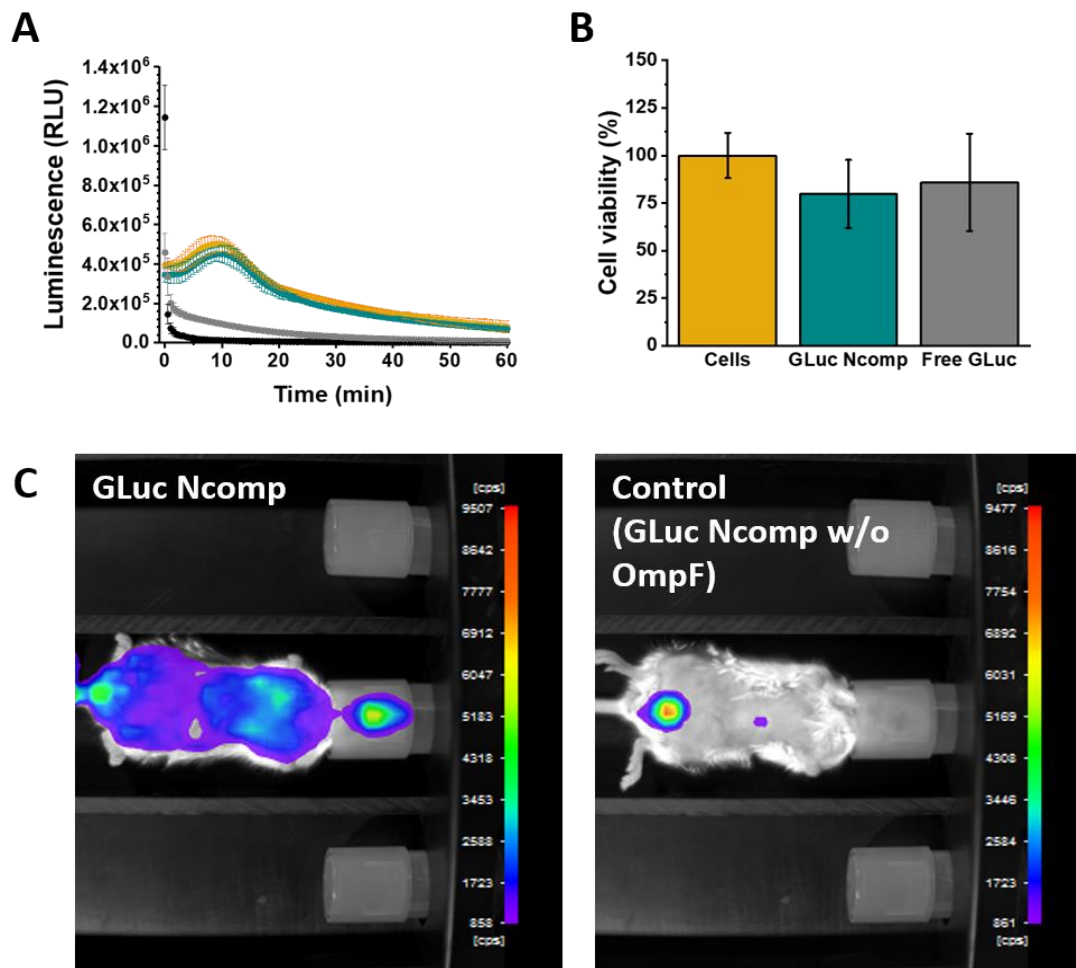 A
Luminescence (RLU)
1.4x10⁶
1.2x10⁶
1.0x10⁶
8.0x10⁵
6.0x10⁵
4.0x10⁵
2.0x10⁵
0.0
0 10 20 30 40 50 60
Time (min)
B
Cell viability (%)
150
125
100
75
50
25
0
Cells GLuc Ncomp Free GLuc
C
GLuc Ncomp
[cps]
9507
8642
7777
6912
6047
5183
4318
3453
2588
1723
858
[cps]
Control
(GLuc Ncomp w/o
OmpF)
[cps]
9477
8616
7754
6892
6031
5169
4308
3446
2584
1723
861
[cps]